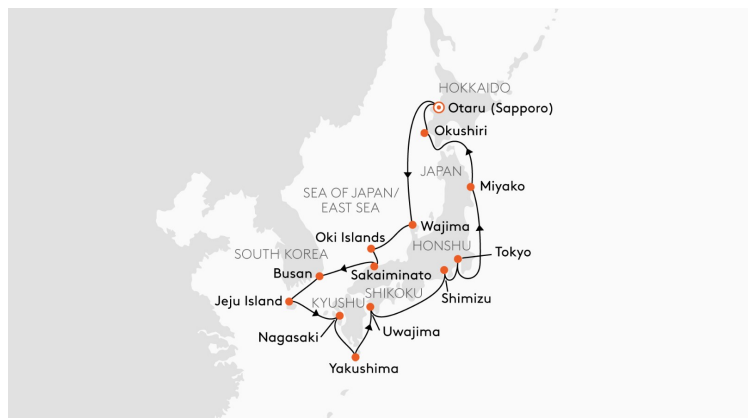 HOKKAIDO
Otaru (Sapporo)
Okushiri
JAPAN
Miyako
SEA OF JAPAN/
EAST SEA
Wajima
Oki Islands
HONSHU
SOUTH KOREA
Tokyo
Busan
Sakaiminato
SHIKOKU
Shimizu
Jeju Island
KYUSHU
Nagasaki
Uwajima
Yakushima